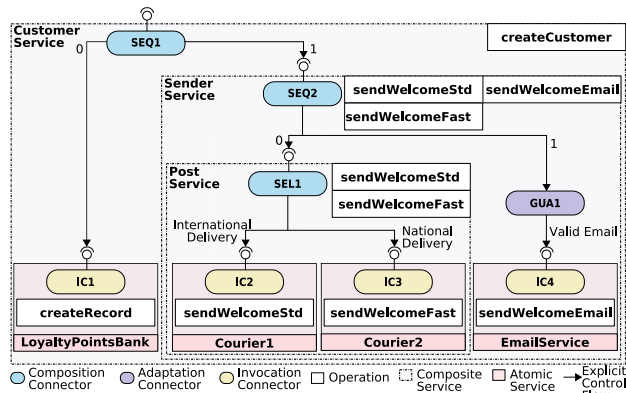 Customer
Service
SEQ1
createCustomer
0
1
Sender
Service
SEQ2
sendWelcomeStd
sendWelcomeEmail
sendWelcomeFast
0
1
Post
Service
SEL1
sendWelcomeStd
sendWelcomeFast
GUA1
International
Delivery
National
Delivery
Valid Email
IC1
IC2
IC3
IC4
createRecord
sendWelcomeStd
sendWelcomeFast
sendWelcomeEmail
LoyaltyPointsBank
Courier1
Courier2
EmailService
Composition
Connector
Adaptation
Connector
Invocation
Connector
Operation
Composite
Service
Atomic
Service
Explicit
Control